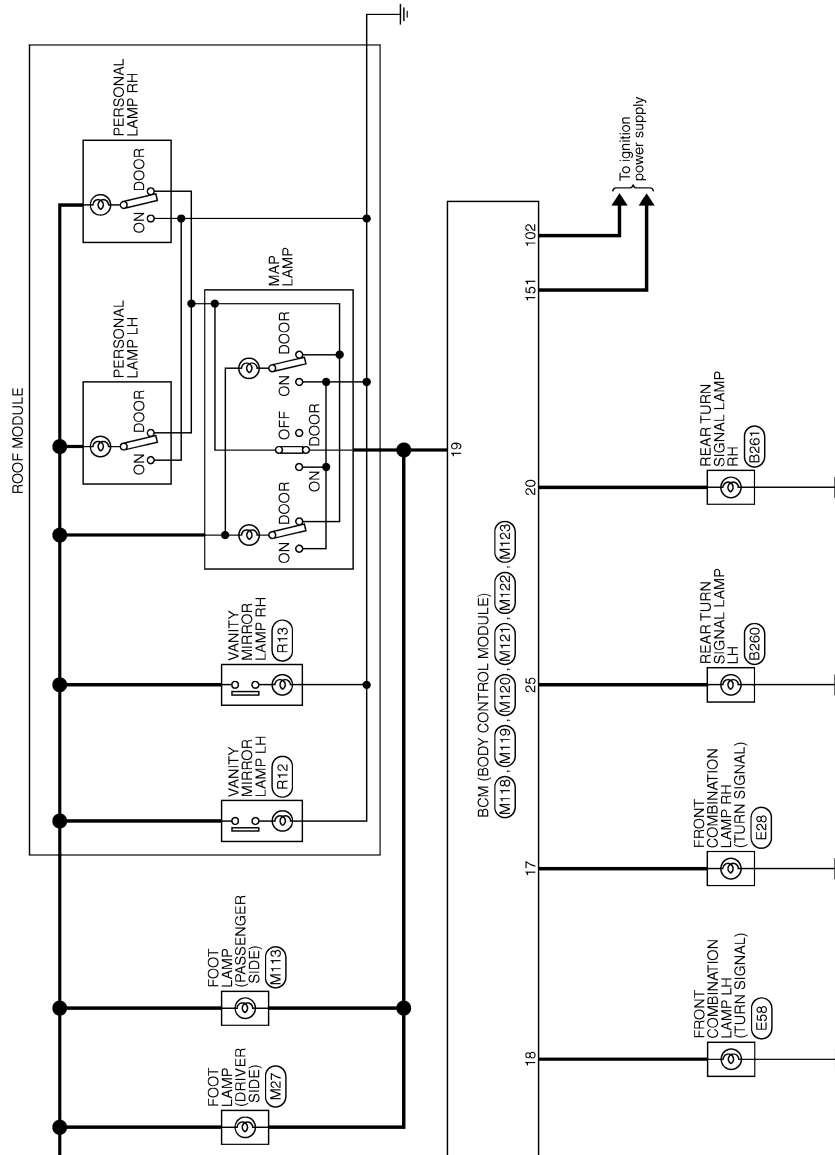 ROOF MODULE
PERSONAL
LAMP RH
DOOR
ON
PERSONAL
LAMP LH
DOOR
ON
MAP
LAMP
DOOR
ON
OFF
DOOR
ON
DOOR
ON
VANITY
MIRROR
LAMP RH
R13
VANITY
MIRROR
LAMP LH
R12
FOOT
LAMP
(PASSENGER
SIDE)
M113
FOOT
LAMP
(DRIVER
SIDE)
M27
To ignition
power supply
102
151
19
20
25
17
18
BCM (BODY CONTROL MODULE)
M118 , M119 , M120 , M121 , M122 , M123
REAR TURN
SIGNAL LAMP
RH
B261
REAR TURN
SIGNAL LAMP
LH
B260
FRONT
COMBINATION
LAMP RH
(TURN SIGNAL)
E28
FRONT
COMBINATION
LAMP LH
(TURN SIGNAL)
E58